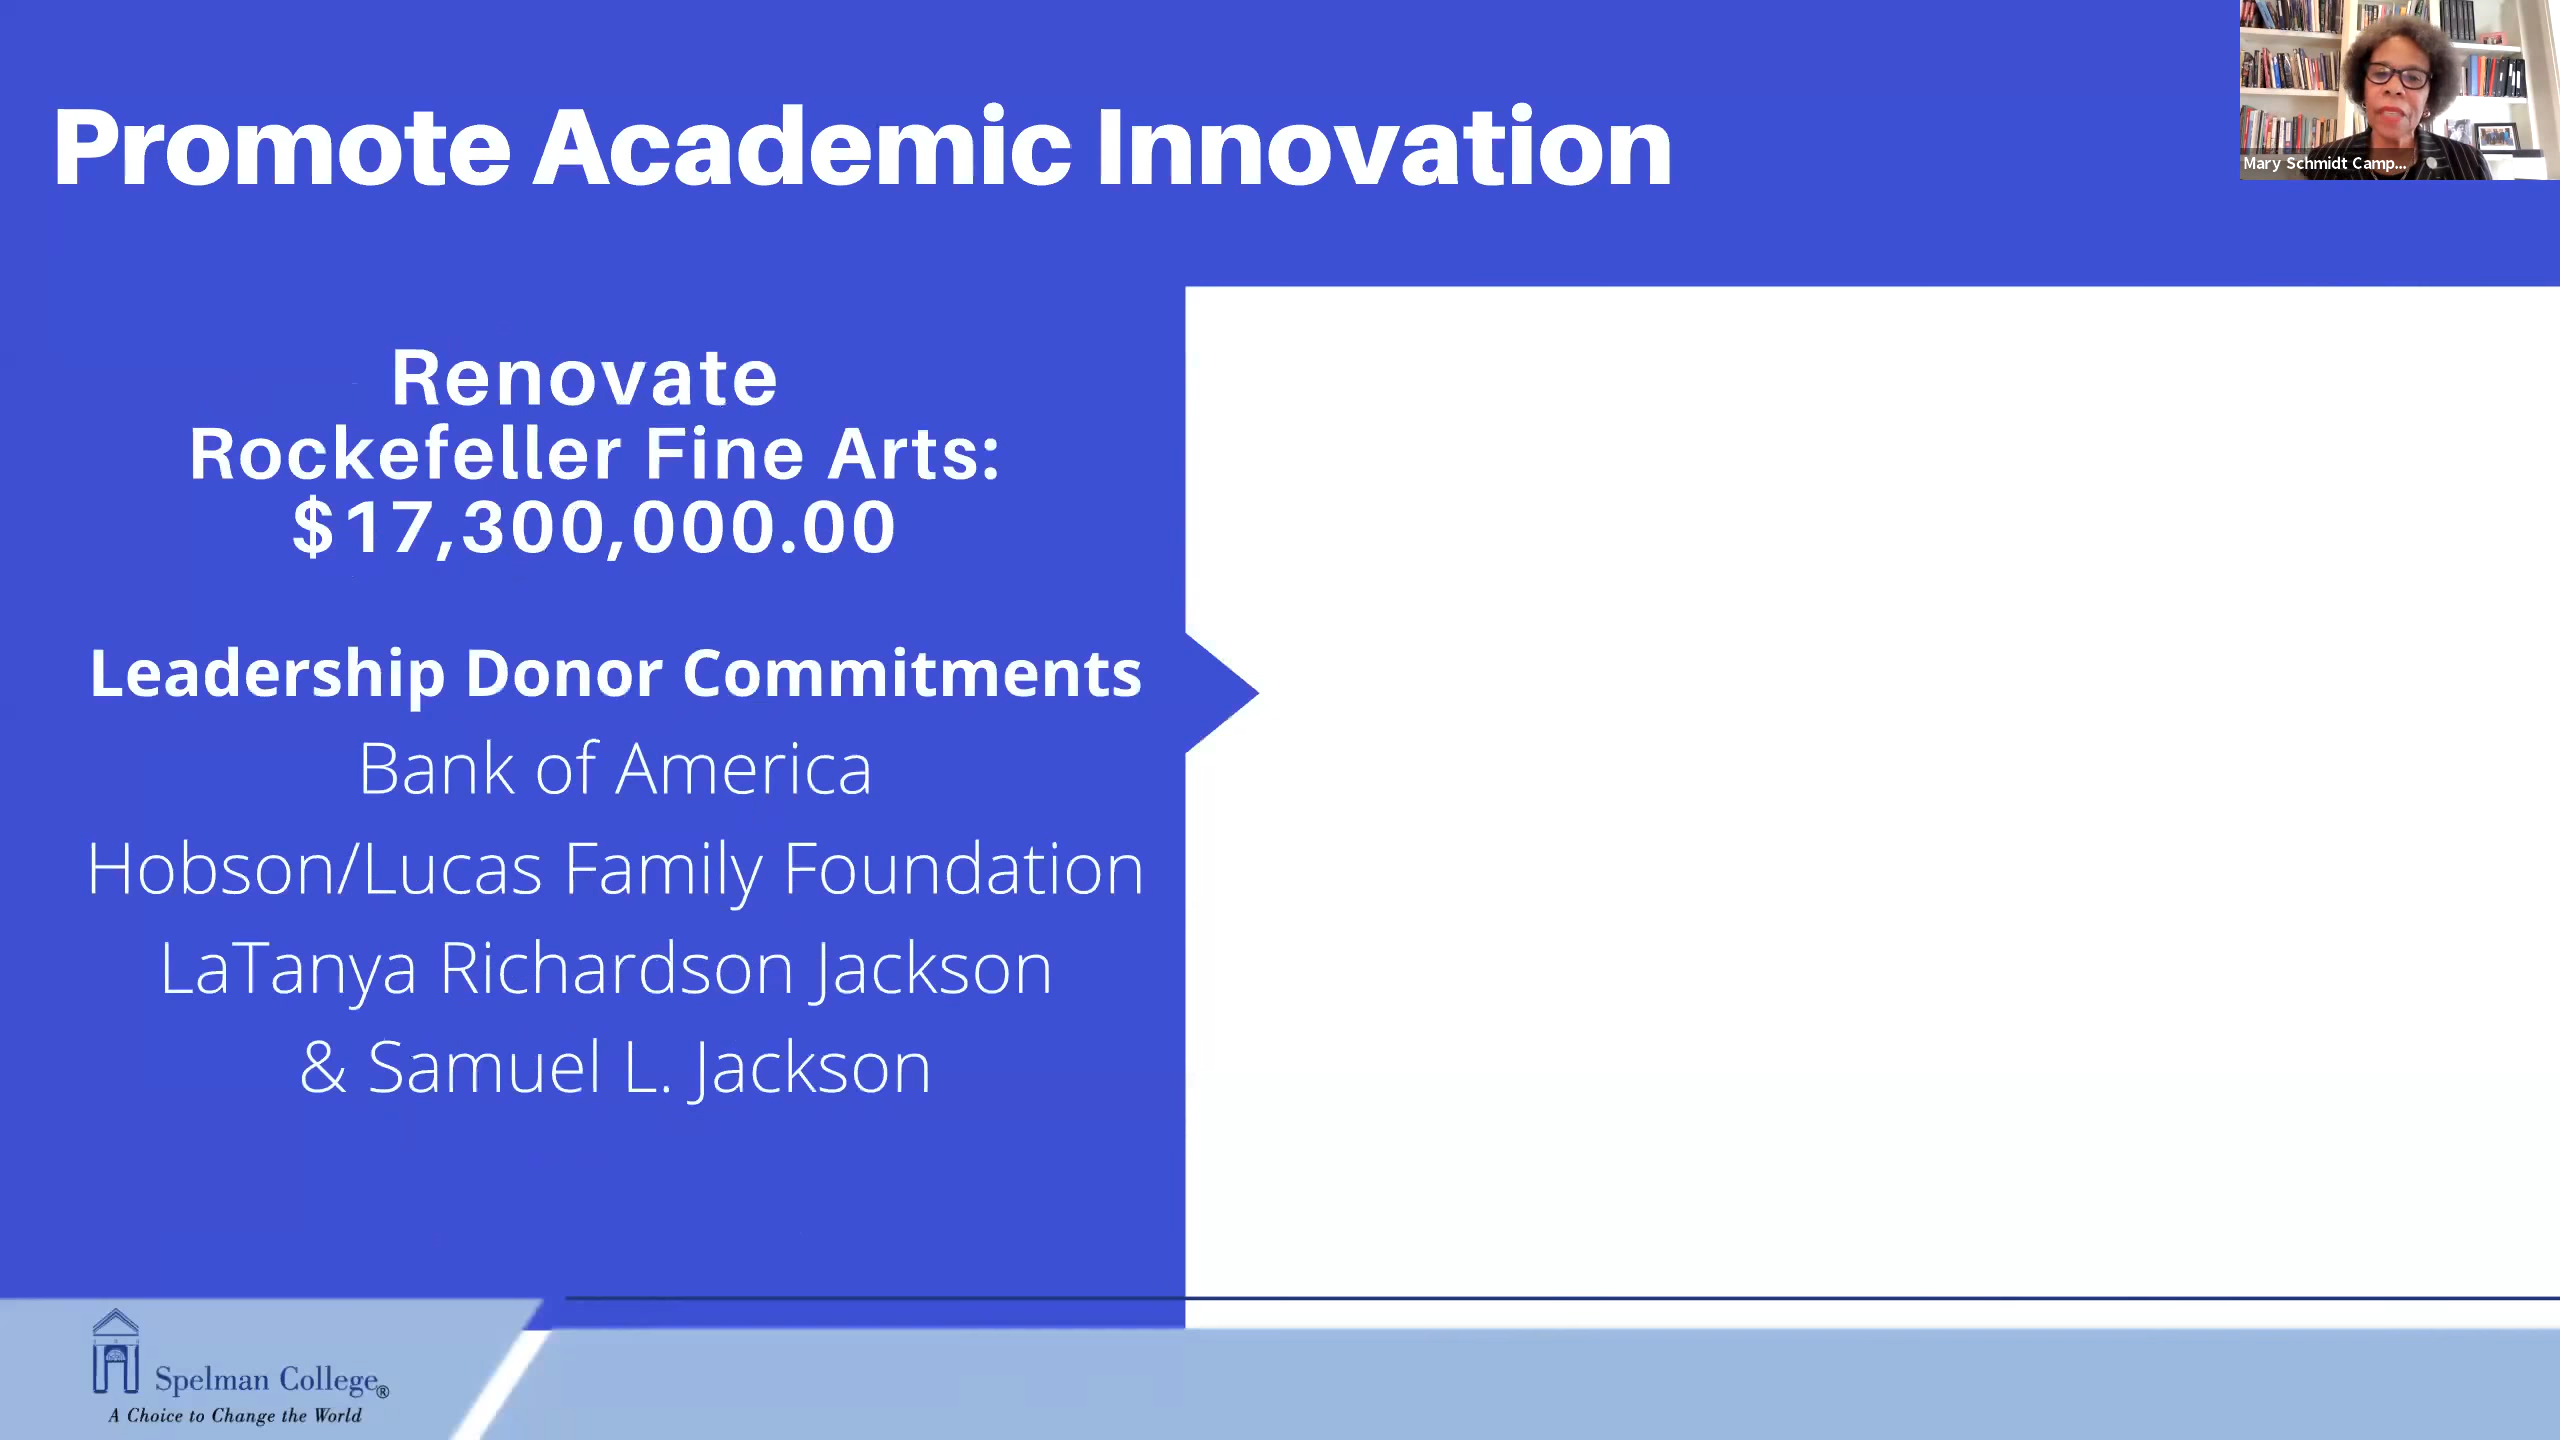 Promote Academic Innovation
Mary Schmidt Camp...
Renovate
Rockefeller Fine Arts:
$17,300,000.00
Leadership Donor Commitments
Bank of America
Hobson/Lucas Family Foundation
LaTanya Richardson Jackson
& Samuel L. Jackson
Spelman College®
A Choice to Change the World